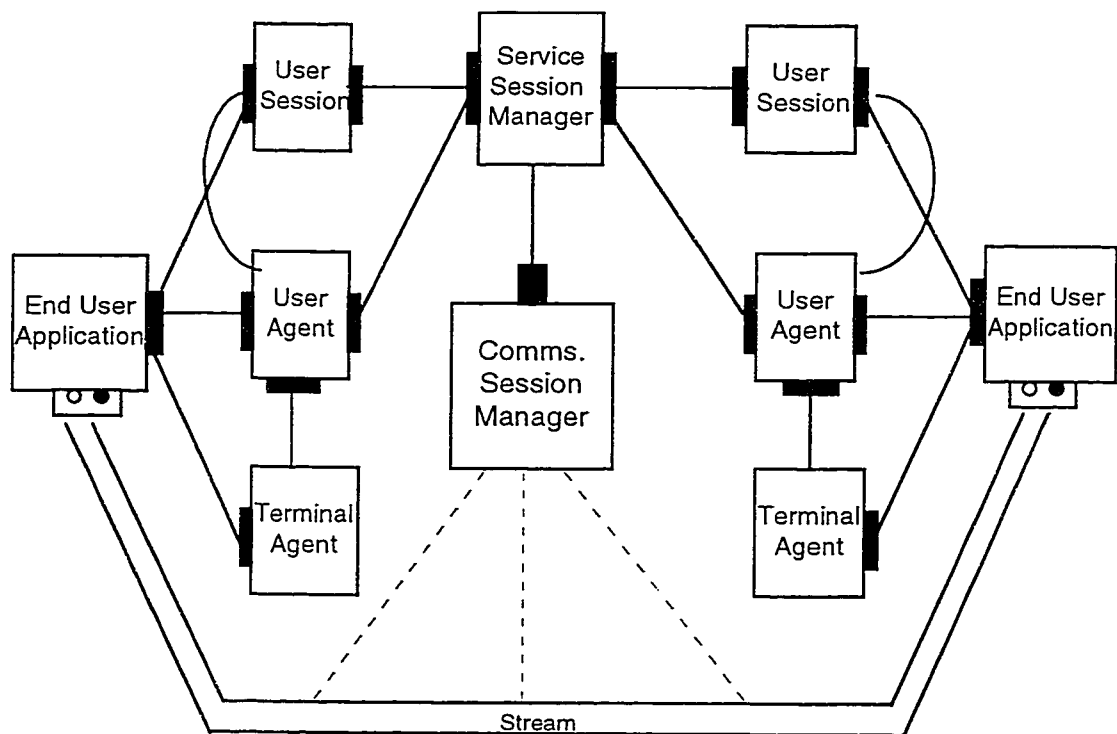 User
Session
Service
Session
Manager
User
Session
End User
Application
User
Agent
Comms.
Session
Manager
User
Agent
End User
Application
Terminal
Agent
Terminal
Agent
Stream